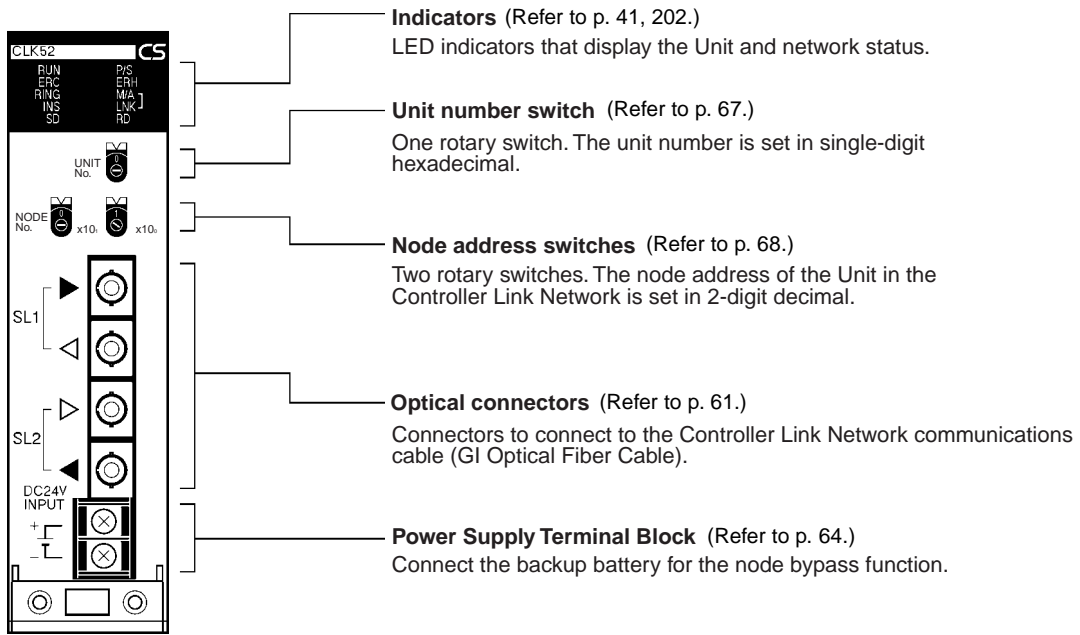 CLK52 CS
RUN P/S
ERC ERH
RING M/A
INS LNK
SD RD
UNIT
No.
0
NODE
No.
0
x10₁
1
x10₀
SL1
SL2
DC24V
INPUT
+
-
Indicators (Refer to p. 41, 202.)
LED indicators that display the Unit and network status.
Unit number switch (Refer to p. 67.)
One rotary switch. The unit number is set in single-digit
hexadecimal.
Node address switches (Refer to p. 68.)
Two rotary switches. The node address of the Unit in the
Controller Link Network is set in 2-digit decimal.
Optical connectors (Refer to p. 61.)
Connectors to connect to the Controller Link Network communications
cable (GI Optical Fiber Cable).
Power Supply Terminal Block (Refer to p. 64.)
Connect the backup battery for the node bypass function.